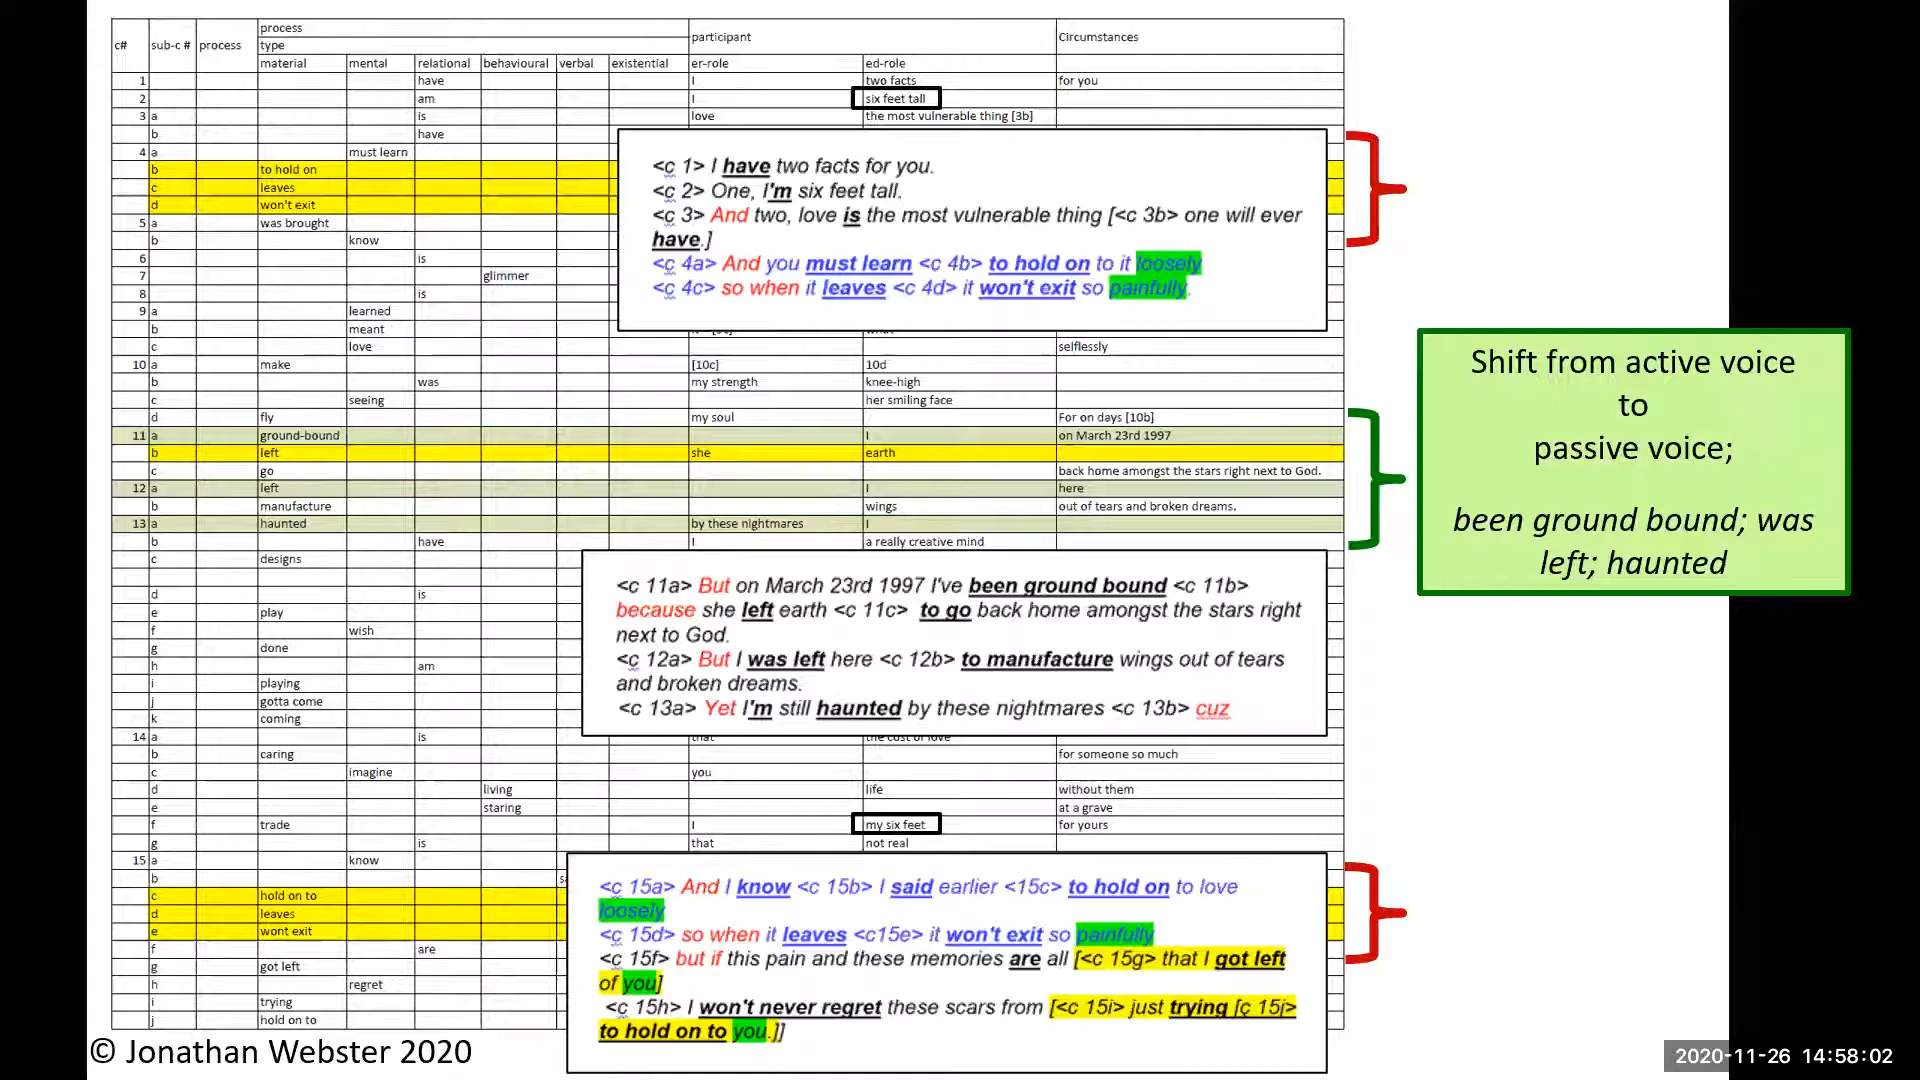 c# sub-c # process process participant Circumstances
type
material mental relational behavioural verbal existential er-role ed-role
1 have I two facts for you
2 am I six feet tall
3 a is love the most vulnerable thing [3b]
b have
4 a must learn
b to hold on
c leaves
d won't exit
5 a was brought
b know
6 is
7 glimmer
8 is
9 a learned
b meant
c love selflessly
10 a make [10c] 10d
b was my strength knee-high
c seeing her smiling face
d fly my soul For on days [10b]
11 a ground-bound I on March 23rd 1997
b left she earth
c go back home amongst the stars right next to God.
12 a left I here
b manufacture wings out of tears and broken dreams.
13 a haunted by these nightmares I
b have I a really creative mind
c designs
d is
e play
f wish
g done
h am
i playing
j gotta come
k coming
14 a is that the cost of love
b caring for someone so much
c imagine you
d living life without them
e staring at a grave
f trade I my six feet for yours
g is that not real
15 a know
b
c hold on to
d leaves
e wont exit
f are
g got left
h regret
i trying
j hold on to
<c 1> I have two facts for you.
<c 2> One, I'm six feet tall.
<c 3> And two, love is the most vulnerable thing [<c 3b> one will ever
have.]
<c 4a> And you must learn <c 4b> to hold on to it loosely
<c 4c> so when it leaves <c 4d> it won't exit so painfully.
<c 11a> But on March 23rd 1997 I've been ground bound <c 11b>
because she left earth <c 11c> to go back home amongst the stars right
next to God.
<c 12a> But I was left here <c 12b> to manufacture wings out of tears
and broken dreams.
<c 13a> Yet I'm still haunted by these nightmares <c 13b> cuz
<c 15a> And I know <c 15b> I said earlier <15c> to hold on to love
loosely
<c 15d> so when it leaves <c15e> it won't exit so painfully
<c 15f> but if this pain and these memories are all [<c 15g> that I got left
of you]
<c 15h> I won't never regret these scars from [<c 15i> just trying [c 15j>
to hold on to you.]]
Shift from active voice
to
passive voice;
been ground bound; was
left; haunted
© Jonathan Webster 2020
2020-11-26 14:58:02